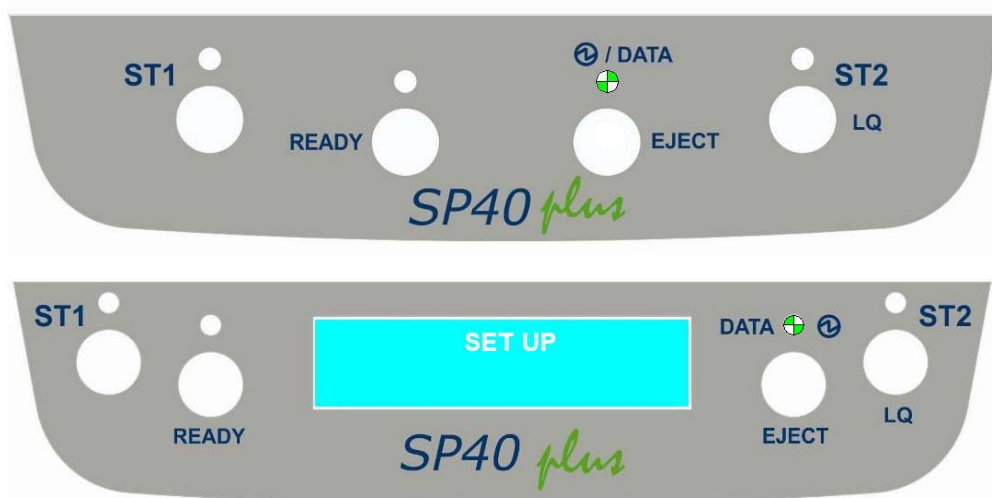 / DATA
ST1
ST2
LQ
READY
EJECT
SP40 plus
ST1
SET UP
DATA
ST2
READY
EJECT
LQ
SP40 plus